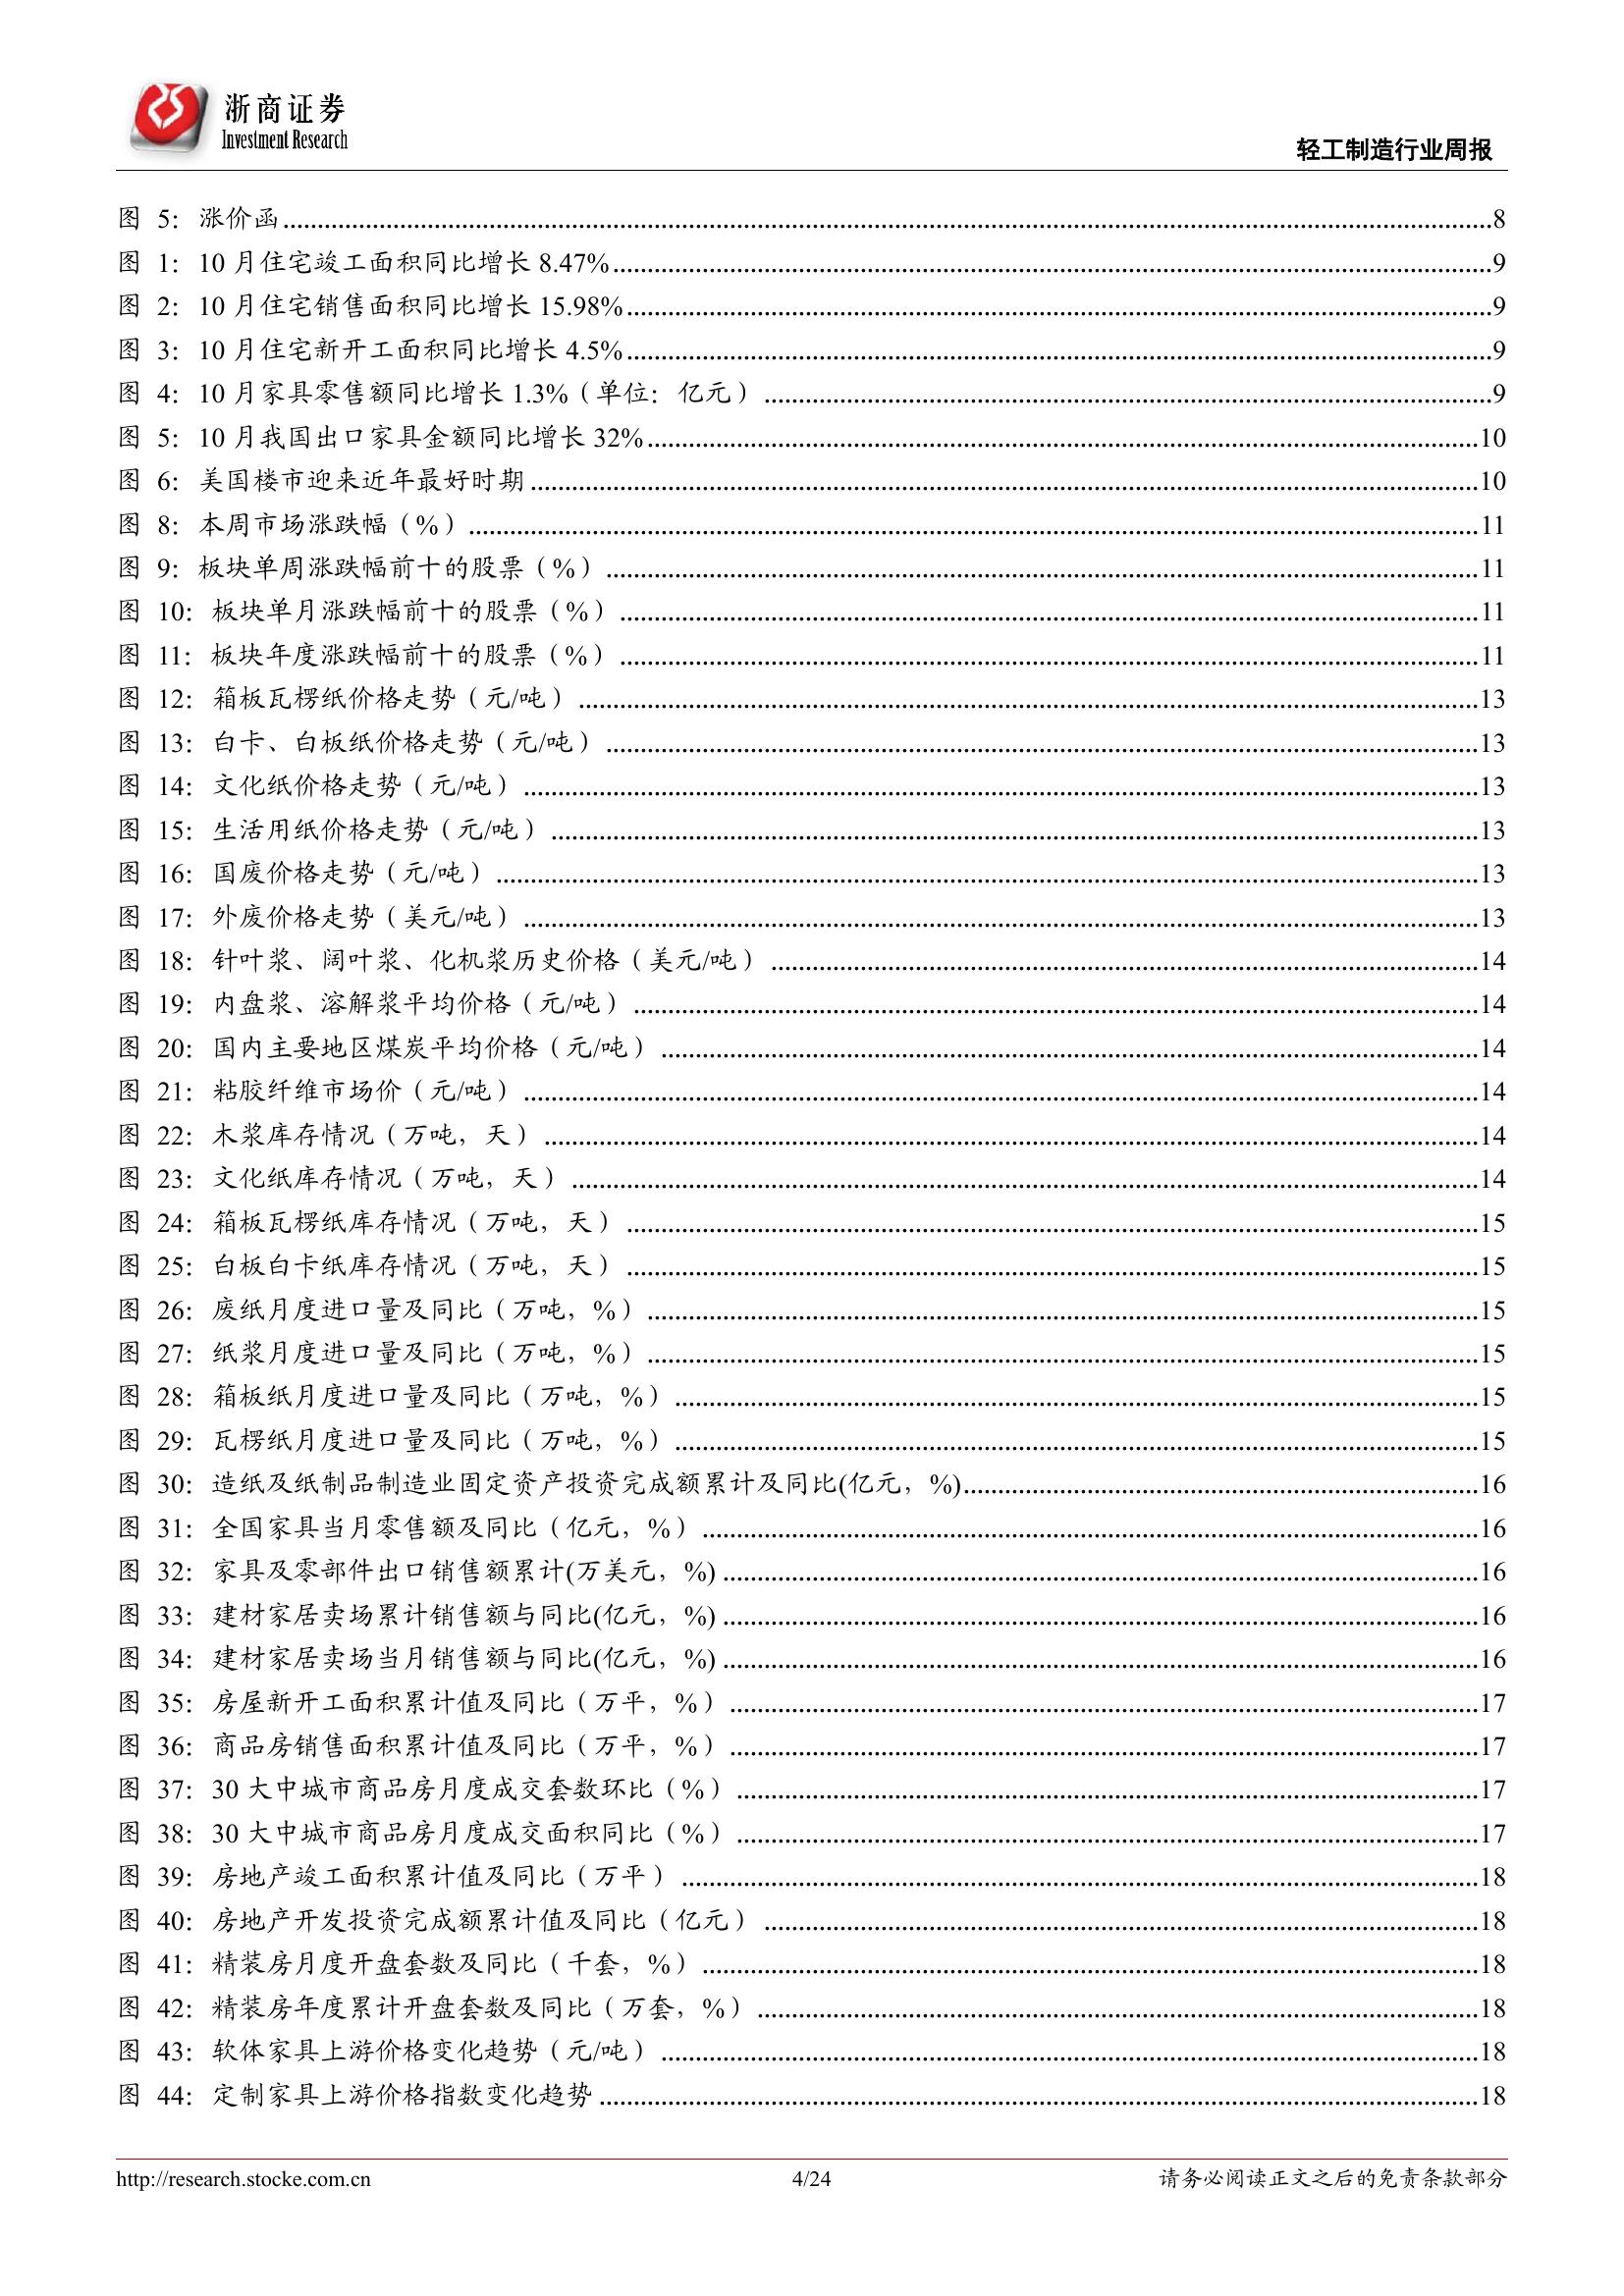 浙商证券
Investment Research
轻工制造行业周报
图 5：涨价函........8
图 1：10 月住宅竣工面积同比增长 8.47%........9
图 2：10 月住宅销售面积同比增长 15.98%........9
图 3：10 月住宅新开工面积同比增长 4.5%........9
图 4：10 月家具零售额同比增长 1.3%（单位：亿元）........9
图 5：10 月我国出口家具金额同比增长 32%........10
图 6：美国楼市迎来近年最好时期........10
图 8：本周市场涨跌幅（%）........11
图 9：板块单周涨跌幅前十的股票（%）........11
图 10：板块单月涨跌幅前十的股票（%）........11
图 11：板块年度涨跌幅前十的股票（%）........11
图 12：箱板瓦楞纸价格走势（元/吨）........13
图 13：白卡、白板纸价格走势（元/吨）........13
图 14：文化纸价格走势（元/吨）........13
图 15：生活用纸价格走势（元/吨）........13
图 16：国废价格走势（元/吨）........13
图 17：外废价格走势（美元/吨）........13
图 18：针叶浆、阔叶浆、化机浆历史价格（美元/吨）........14
图 19：内盘浆、溶解浆平均价格（元/吨）........14
图 20：国内主要地区煤炭平均价格（元/吨）........14
图 21：粘胶纤维市场价（元/吨）........14
图 22：木浆库存情况（万吨，天）........14
图 23：文化纸库存情况（万吨，天）........14
图 24：箱板瓦楞纸库存情况（万吨，天）........15
图 25：白板白卡纸库存情况（万吨，天）........15
图 26：废纸月度进口量及同比（万吨，%）........15
图 27：纸浆月度进口量及同比（万吨，%）........15
图 28：箱板纸月度进口量及同比（万吨，%）........15
图 29：瓦楞纸月度进口量及同比（万吨，%）........15
图 30：造纸及纸制品制造业固定资产投资完成额累计及同比(亿元，%)........16
图 31：全国家具当月零售额及同比（亿元，%）........16
图 32：家具及零部件出口销售额累计(万美元，%)........16
图 33：建材家居卖场累计销售额与同比(亿元，%)........16
图 34：建材家居卖场当月销售额与同比(亿元，%)........16
图 35：房屋新开工面积累计值及同比（万平，%）........17
图 36：商品房销售面积累计值及同比（万平，%）........17
图 37：30 大中城市商品房月度成交套数环比（%）........17
图 38：30 大中城市商品房月度成交面积同比（%）........17
图 39：房地产竣工面积累计值及同比（万平）........18
图 40：房地产开发投资完成额累计值及同比（亿元）........18
图 41：精装房月度开盘套数及同比（千套，%）........18
图 42：精装房年度累计开盘套数及同比（万套，%）........18
图 43：软体家具上游价格变化趋势（元/吨）........18
图 44：定制家具上游价格指数变化趋势........18
http://research.stocke.com.cn
4/24
请务必阅读正文之后的免责条款部分